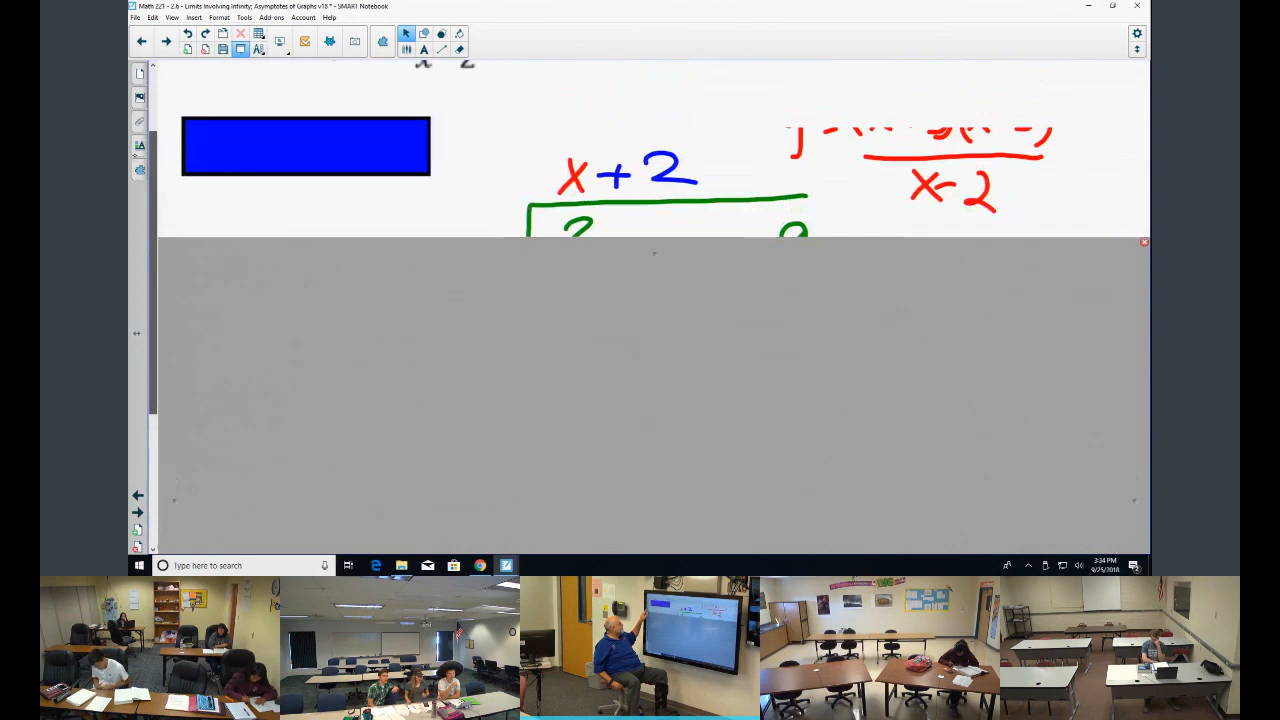 Math 221 - 2.6 - Limits Involving Infinity; Asymptotes of Graphs v18 * - SMART Notebook
File Edit View Insert Format Tools Add-ons Account Help
x + 2
x - 2
Type here to search
3:34 PM
9/25/2018